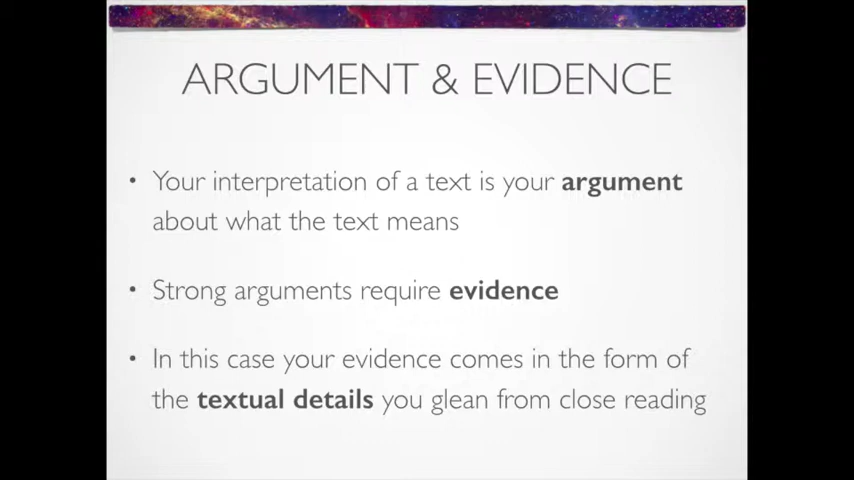 ARGUMENT & EVIDENCE
• Your interpretation of a text is your argument
about what the text means
• Strong arguments require evidence
• In this case your evidence comes in the form of
the textual details you glean from close reading